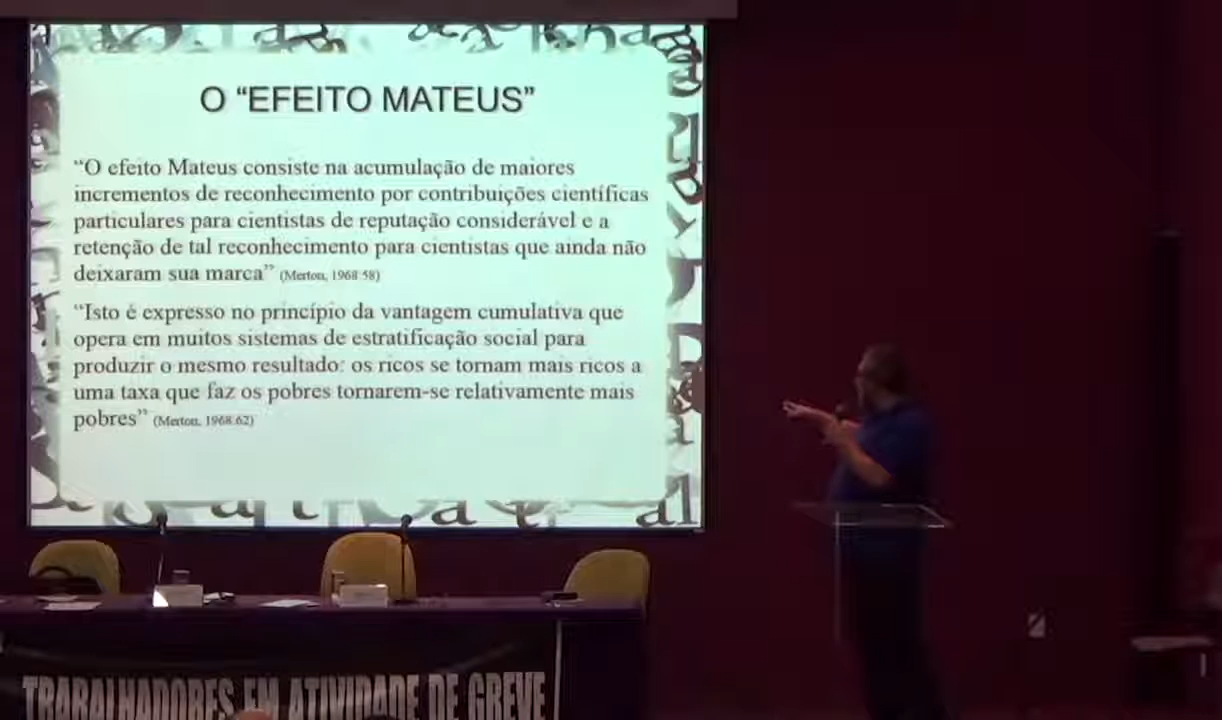 O “EFEITO MATEUS”
“O efeito Mateus consiste na acumulação de maiores
incrementos de reconhecimento por contribuições científicas
particulares para cientistas de reputação considerável e a
retenção de tal reconhecimento para cientistas que ainda não
deixaram sua marca” (Merton, 1968:58)
“Isto é expresso no princípio da vantagem cumulativa que
opera em muitos sistemas de estratificação social para
produzir o mesmo resultado: os ricos se tornam mais ricos a
uma taxa que faz os pobres tornarem-se relativamente mais
pobres” (Merton, 1968:62)
TRABALHADORES EM ATIVIDADE DE GREVE